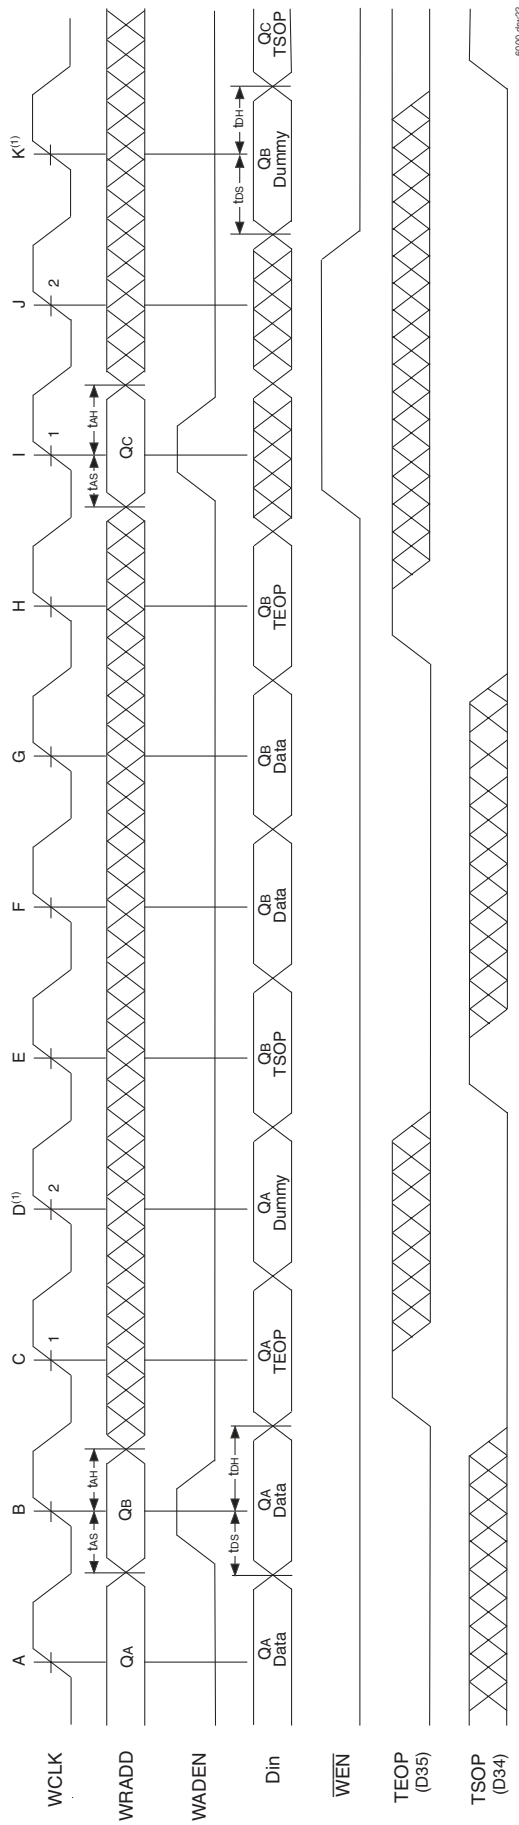 A B C D(1) E F G H I J K(1)
WCLK 1 2 1 2
tAS tAH tAS tAH
WRADD QA QB QC
WADEN
tDS tDH tDS tDH
Din QA Data QA Data QA TEOP QA Dummy QB TSOP QB Data QB Data QB TEOP QB Dummy QC TSOP
WEN
TEOP
(D35)
TSOP
(D34)